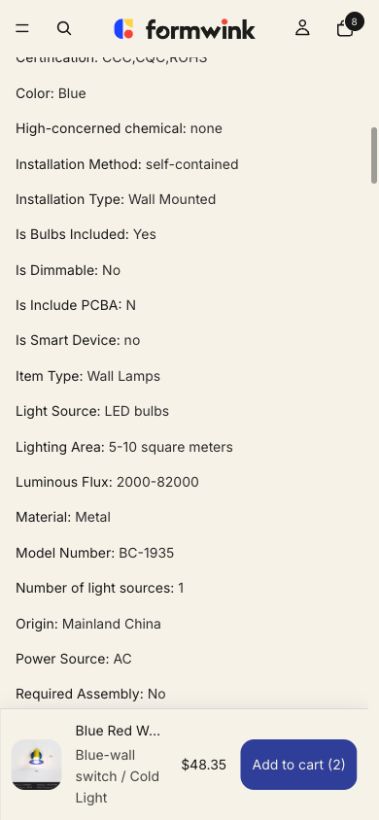 formwink
8
Certification: CCC,CQC,ROHS
Color: Blue
High-concerned chemical: none
Installation Method: self-contained
Installation Type: Wall Mounted
Is Bulbs Included: Yes
Is Dimmable: No
Is Include PCBA: N
Is Smart Device: no
Item Type: Wall Lamps
Light Source: LED bulbs
Lighting Area: 5-10 square meters
Luminous Flux: 2000-82000
Material: Metal
Model Number: BC-1935
Number of light sources: 1
Origin: Mainland China
Power Source: AC
Required Assembly: No
Blue Red W...
Blue-wall
switch / Cold
Light
$48.35
Add to cart (2)